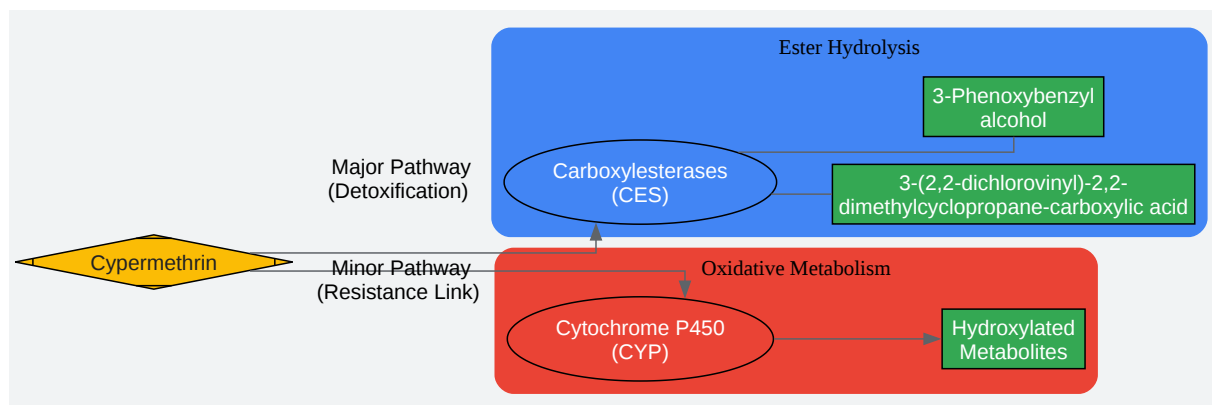 Ester Hydrolysis
3-Phenoxybenzyl
alcohol
Major Pathway
(Detoxification)
Carboxylesterases
(CES)
3-(2,2-dichlorovinyl)-2,2-
dimethylcyclopropane-carboxylic acid
Cypermethrin
Minor Pathway
(Resistance Link)
Oxidative Metabolism
Cytochrome P450
(CYP)
Hydroxylated
Metabolites